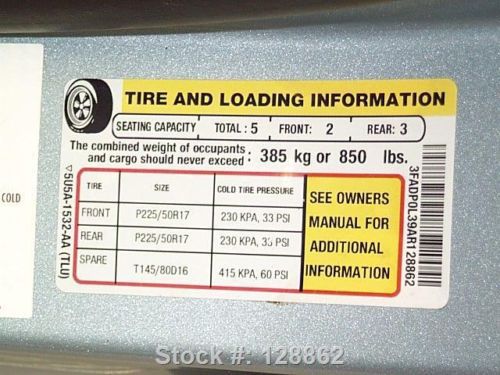 TIRE AND LOADING INFORMATION
SEATING CAPACITY TOTAL : 5 FRONT: 2 REAR: 3
The combined weight of occupants
and cargo should never exceed : 385 kg or 850 lbs.
TIRE SIZE COLD TIRE PRESSURE
FRONT P225/50R17 230 KPA, 33 PSI
REAR P225/50R17 230 KPA, 33 PSI
SPARE T145/80D16 415 KPA, 60 PSI
SEE OWNERS
MANUAL FOR
ADDITIONAL
INFORMATION
5U5A-1532-AA (TLU)
3FADP0L39AR128862
COLD
Stock #: 128862